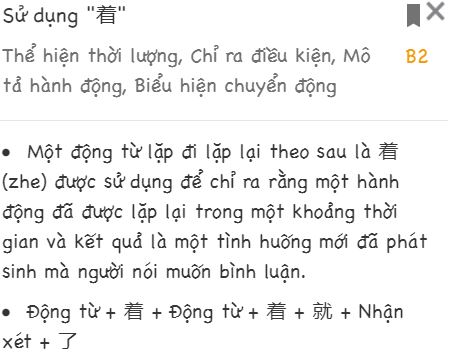 Sử dụng "着"
Thể hiện thời lượng, Chỉ ra điều kiện, Mô
tả hành động, Biểu hiện chuyển động
B2
• Một động từ lặp đi lặp lại theo sau là 着
(zhe) được sử dụng để chỉ ra rằng một hành
động đã được lặp lại trong một khoảng thời
gian và kết quả là một tình huống mới đã phát
sinh mà người nói muốn bình luận.
• Động từ + 着 + Động từ + 着 + 就 + Nhận
xét + 了